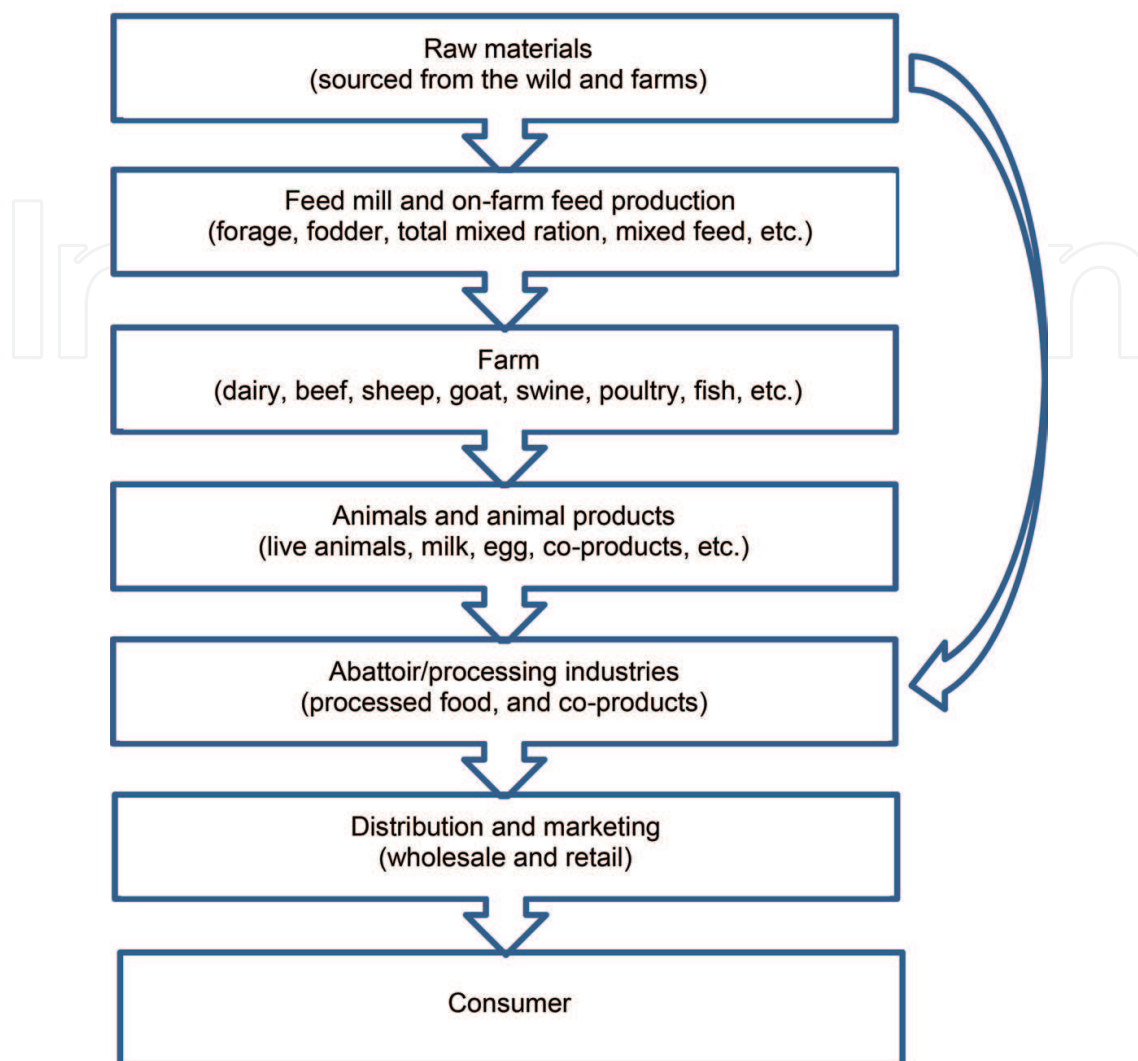 Raw materials
(sourced from the wild and farms)
Feed mill and on-farm feed production
(forage, fodder, total mixed ration, mixed feed, etc.)
Farm
(dairy, beef, sheep, goat, swine, poultry, fish, etc.)
Animals and animal products
(live animals, milk, egg, co-products, etc.)
Abattoir/processing industries
(processed food, and co-products)
Distribution and marketing
(wholesale and retail)
Consumer